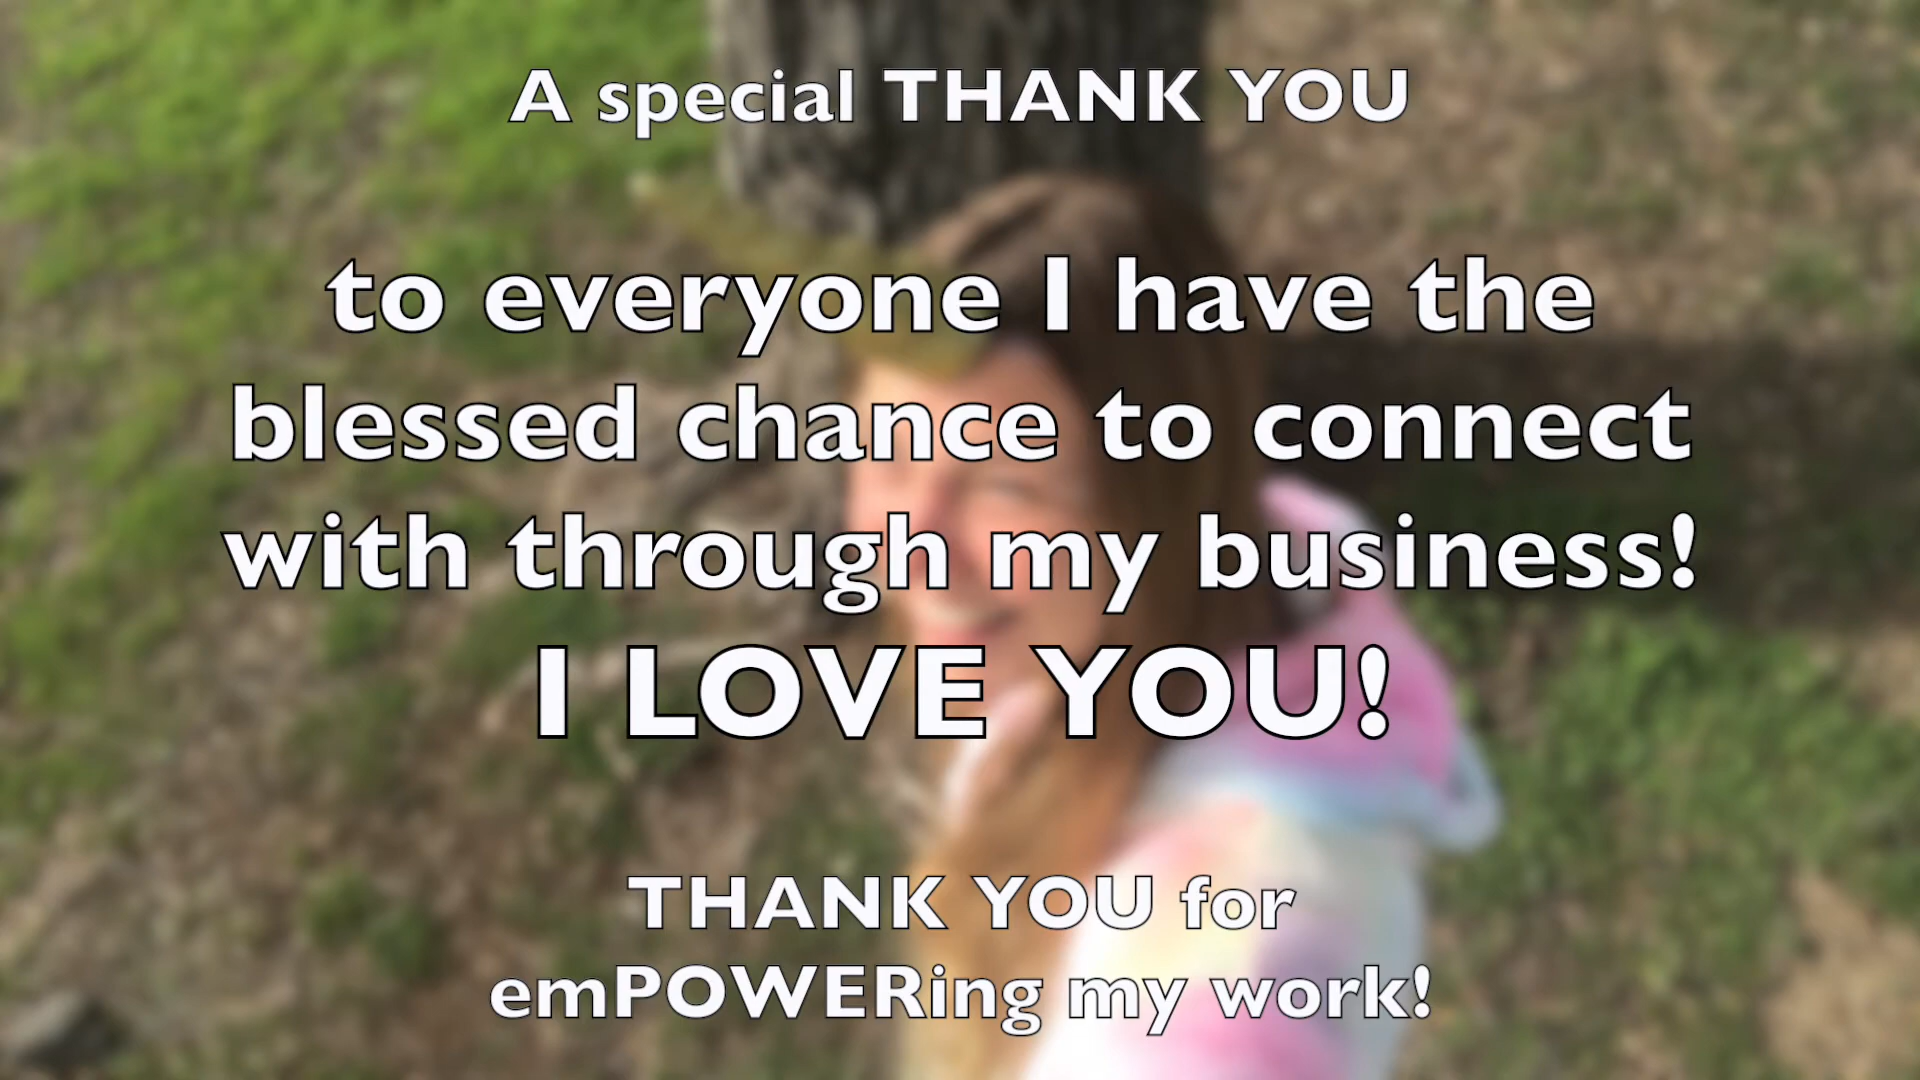 A special THANK YOU
to everyone I have the
blessed chance to connect
with through my business!
I LOVE YOU!
THANK YOU for
emPOWERing my work!